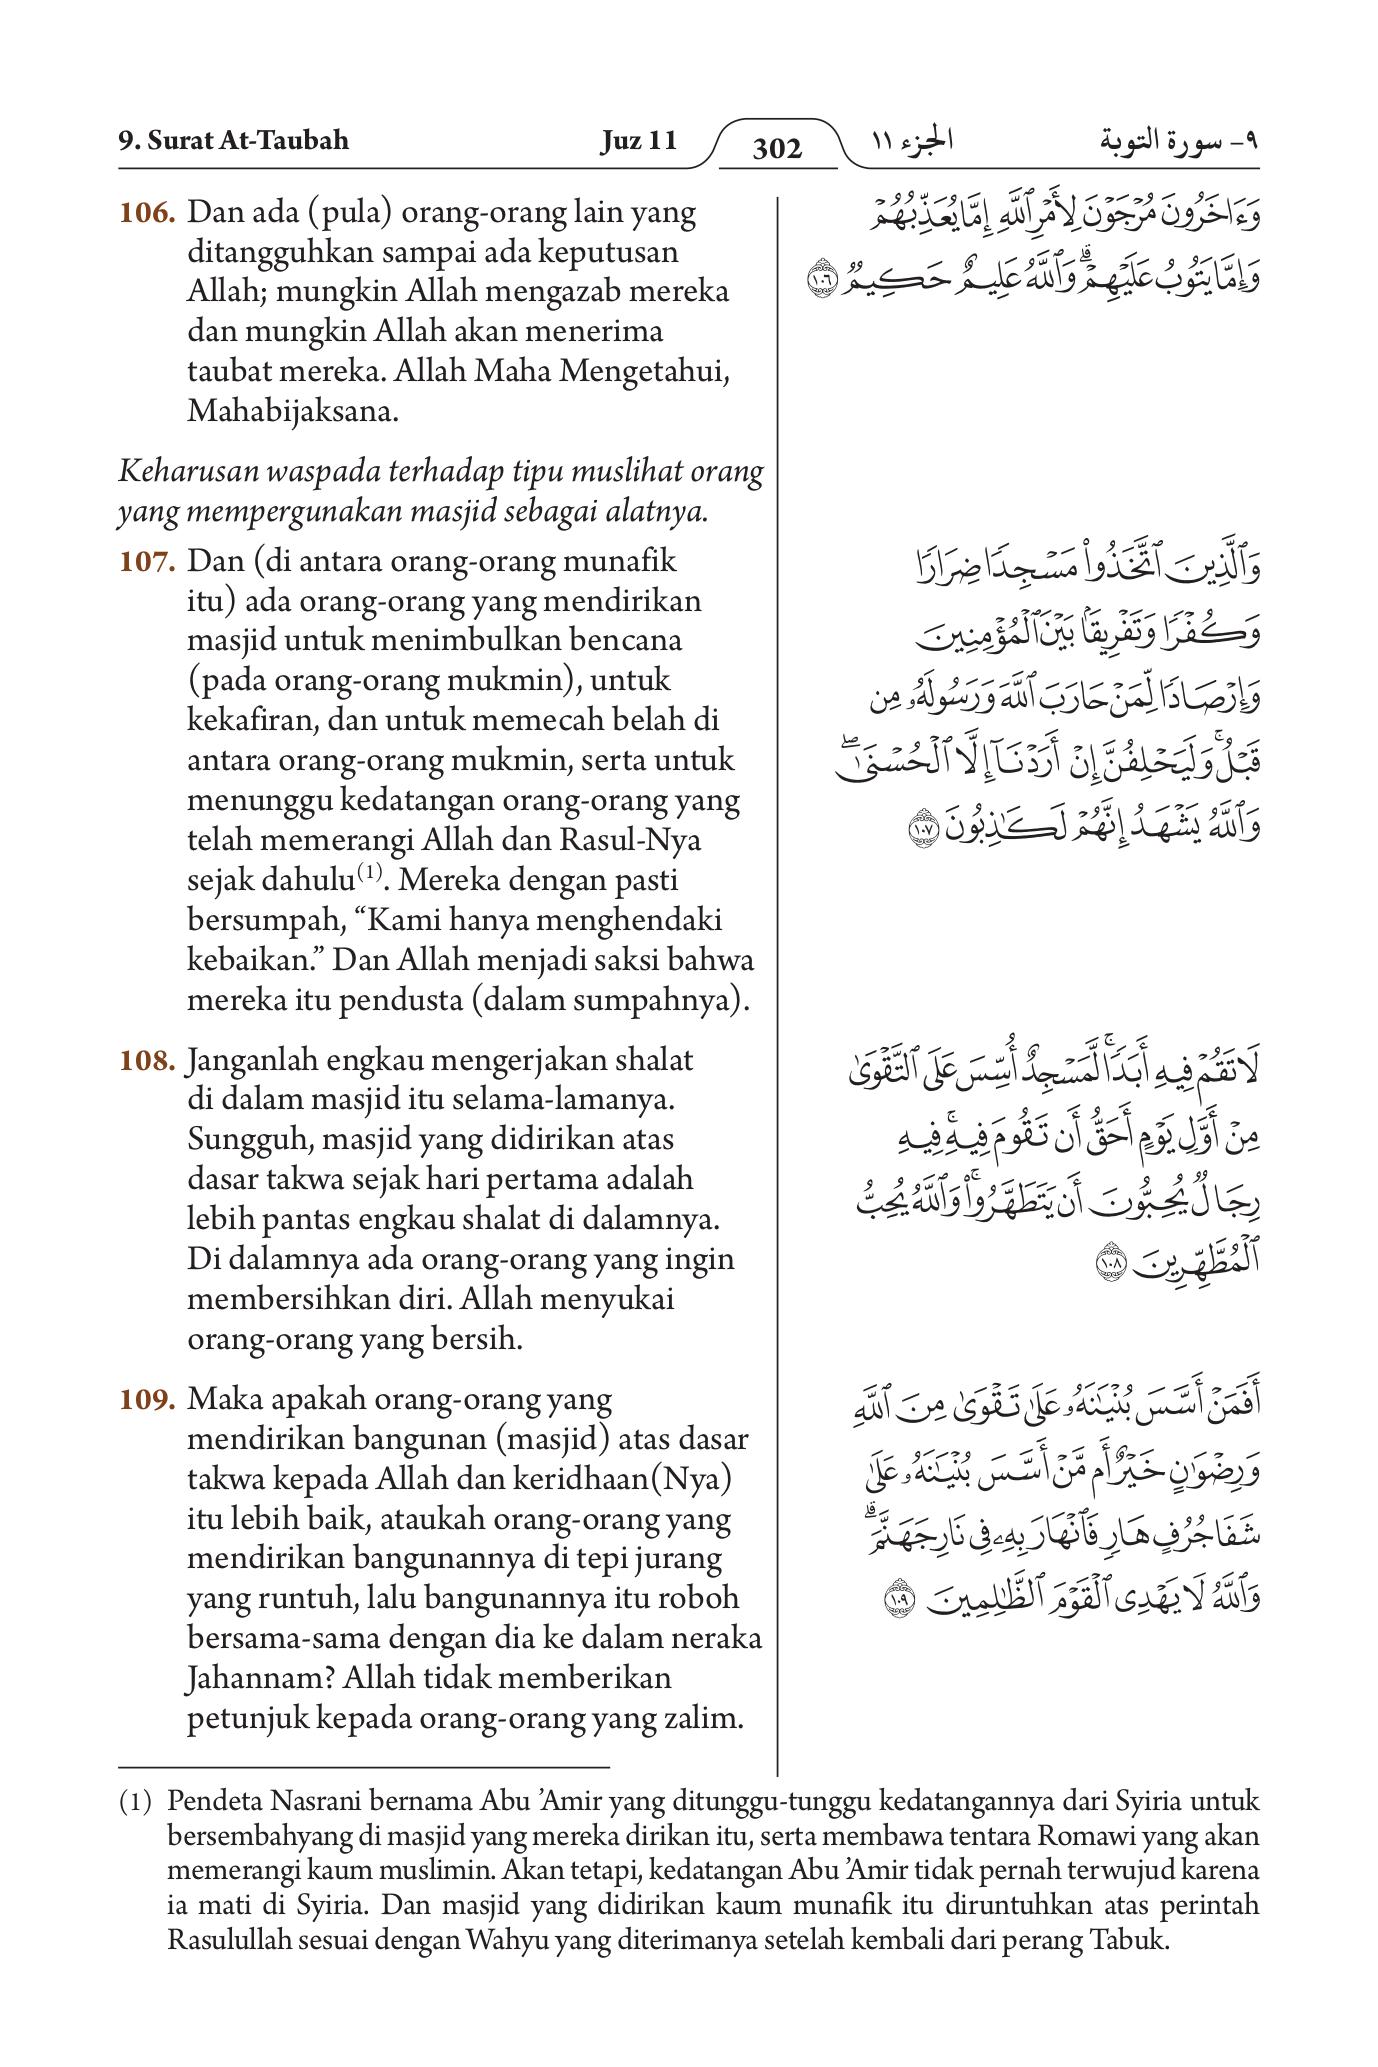 9. Surat At-Taubah Juz 11 302 الجزء ١١ ٩- سورة التوبة
106. Dan ada (pula) orang-orang lain yang
ditangguhkan sampai ada keputusan
Allah; mungkin Allah mengazab mereka
dan mungkin Allah akan menerima
taubat mereka. Allah Maha Mengetahui,
Mahabijaksana.
وَءَاخَرُونَ مُرْجَوْنَ لِأَمْرِ ٱللَّهِ إِمَّا يُعَذِّبُهُمْ
وَإِمَّا يَتُوبُ عَلَيْهِمْ ۗ وَٱللَّهُ عَلِيمٌ حَكِيمٌ ١٠٦
Keharusan waspada terhadap tipu muslihat orang
yang mempergunakan masjid sebagai alatnya.
107. Dan (di antara orang-orang munafik
itu) ada orang-orang yang mendirikan
masjid untuk menimbulkan bencana
(pada orang-orang mukmin), untuk
kekafiran, dan untuk memecah belah di
antara orang-orang mukmin, serta untuk
menunggu kedatangan orang-orang yang
telah memerangi Allah dan Rasul-Nya
sejak dahulu(1). Mereka dengan pasti
bersumpah, “Kami hanya menghendaki
kebaikan.” Dan Allah menjadi saksi bahwa
mereka itu pendusta (dalam sumpahnya).
وَٱلَّذِينَ ٱتَّخَذُوا۟ مَسْجِدًا ضِرَارًا
وَكُفْرًا وَتَفْرِيقًۢا بَيْنَ ٱلْمُؤْمِنِينَ
وَإِرْصَادًا لِّمَنْ حَارَبَ ٱللَّهَ وَرَسُولَهُۥ مِن
قَبْلُ ۚ وَلَيَحْلِفُنَّ إِنْ أَرَدْنَآ إِلَّا ٱلْحُسْنَىٰ ۖ
وَٱللَّهُ يَشْهَدُ إِنَّهُمْ لَكَـٰذِبُونَ ١٠٧
108. Janganlah engkau mengerjakan shalat
di dalam masjid itu selama-lamanya.
Sungguh, masjid yang didirikan atas
dasar takwa sejak hari pertama adalah
lebih pantas engkau shalat di dalamnya.
Di dalamnya ada orang-orang yang ingin
membersihkan diri. Allah menyukai
orang-orang yang bersih.
لَا تَقُمْ فِيهِ أَبَدًا ۚ لَّمَسْجِدٌ أُسِّسَ عَلَى ٱلتَّقْوَىٰ
مِنْ أَوَّلِ يَوْمٍ أَحَقُّ أَن تَقُومَ فِيهِ ۚ فِيهِ
رِجَالٌ يُحِبُّونَ أَن يَتَطَهَّرُوا۟ ۚ وَٱللَّهُ يُحِبُّ
ٱلْمُطَّهِّرِينَ ١٠٨
109. Maka apakah orang-orang yang
mendirikan bangunan (masjid) atas dasar
takwa kepada Allah dan keridhaan(Nya)
itu lebih baik, ataukah orang-orang yang
mendirikan bangunannya di tepi jurang
yang runtuh, lalu bangunannya itu roboh
bersama-sama dengan dia ke dalam neraka
Jahannam? Allah tidak memberikan
petunjuk kepada orang-orang yang zalim.
أَفَمَنْ أَسَّسَ بُنْيَـٰنَهُۥ عَلَىٰ تَقْوَىٰ مِنَ ٱللَّهِ
وَرِضْوَٰنٍ خَيْرٌ أَم مَّنْ أَسَّسَ بُنْيَـٰنَهُۥ عَلَىٰ
شَفَا جُرُفٍ هَارٍ فَٱنْهَارَ بِهِۦ فِى نَارِ جَهَنَّمَ ۗ
وَٱللَّهُ لَا يَهْدِى ٱلْقَوْمَ ٱلظَّـٰلِمِينَ ١٠٩
(1) Pendeta Nasrani bernama Abu ’Amir yang ditunggu-tunggu kedatangannya dari Syiria untuk
bersembahyang di masjid yang mereka dirikan itu, serta membawa tentara Romawi yang akan
memerangi kaum muslimin. Akan tetapi, kedatangan Abu ’Amir tidak pernah terwujud karena
ia mati di Syiria. Dan masjid yang didirikan kaum munafik itu diruntuhkan atas perintah
Rasulullah sesuai dengan Wahyu yang diterimanya setelah kembali dari perang Tabuk.